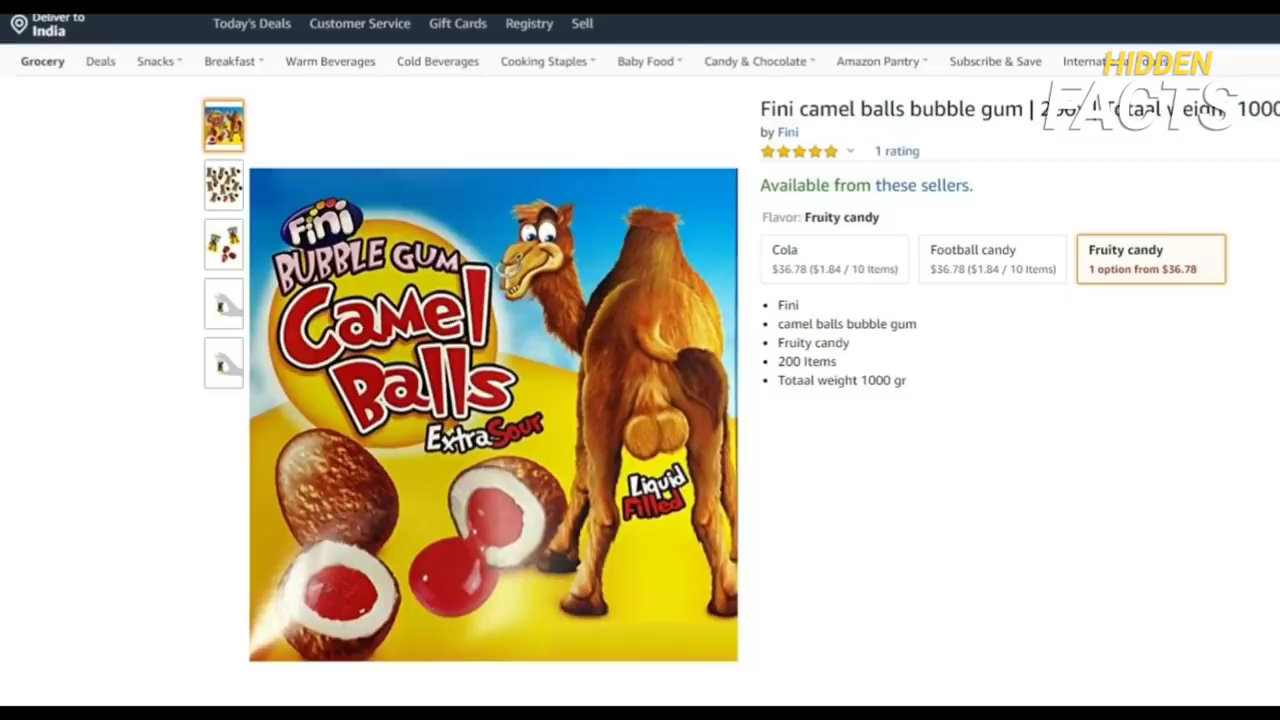 Deliver to
India
Today's Deals Customer Service Gift Cards Registry Sell
Grocery Deals Snacks Breakfast Warm Beverages Cold Beverages Cooking Staples Baby Food Candy & Chocolate Amazon Pantry Subscribe & Save
HIDDEN
FACTS
Fini camel balls bubble gum | 1000
by Fini
1 rating
Available from these sellers.
Flavor: Fruity candy
Cola
$36.78 ($1.84 / 10 Items)
Football candy
$36.78 ($1.84 / 10 Items)
Fruity candy
1 option from $36.78
• Fini
• camel balls bubble gum
• Fruity candy
• 200 Items
• Totaal weight 1000 gr
Fini
BUBBLE GUM
Camel
Balls
Extra Sour
Liquid
Filled